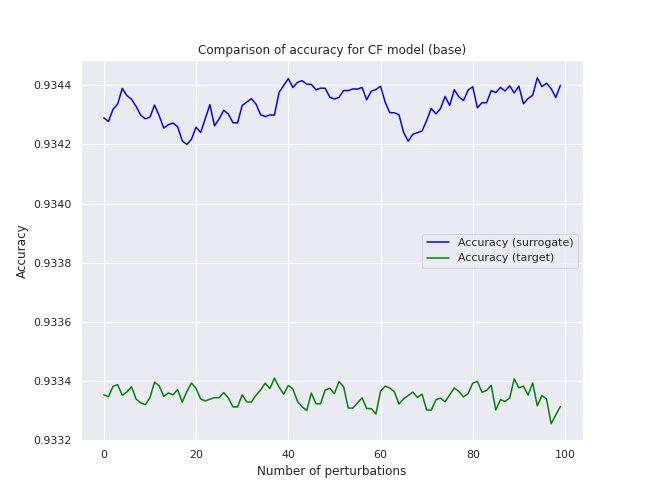 Comparison of accuracy for CF model (base)
0.9344
0.9342
0.9340
0.9338
0.9336
0.9334
0.9332
Accuracy
Accuracy (surrogate)
Accuracy (target)
0 20 40 60 80 100
Number of perturbations